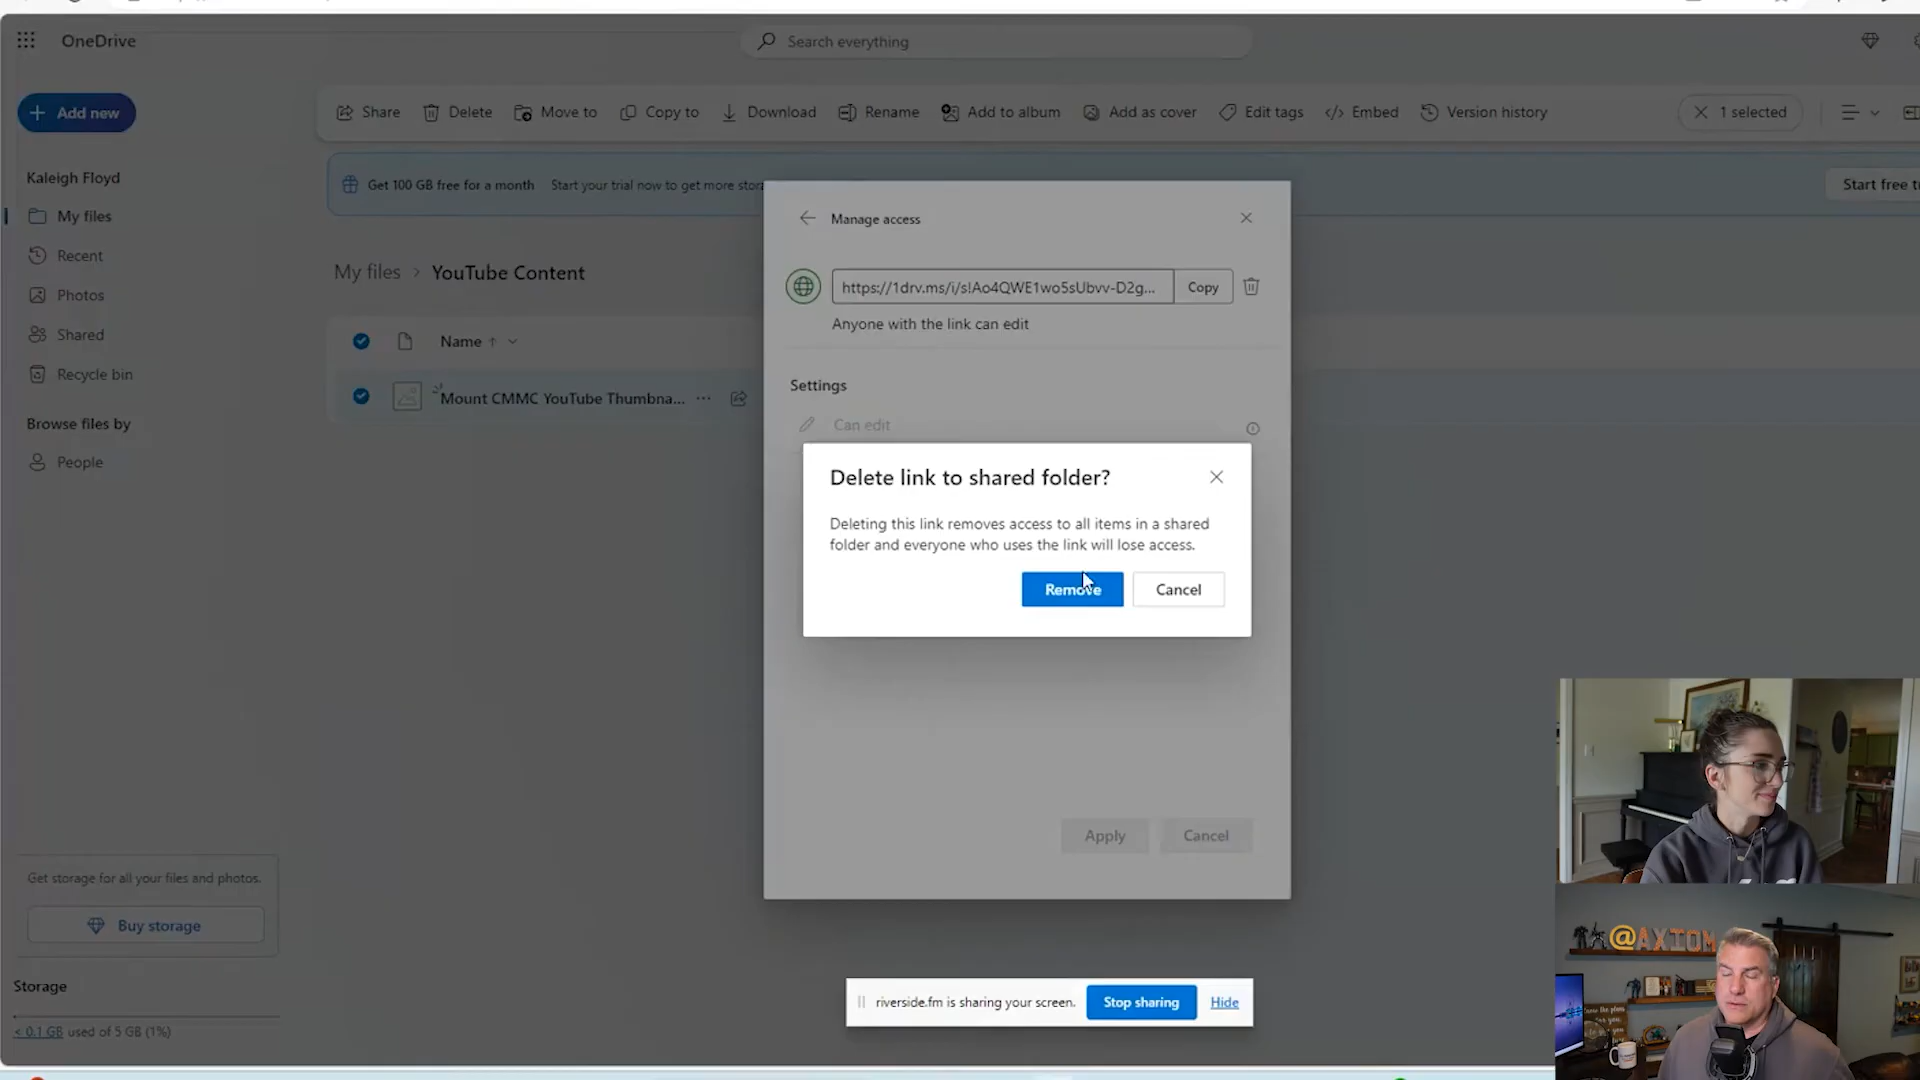 OneDrive
Search everything
Add new
Share
Delete
Move to
Copy to
Download
Rename
Add to album
Add as cover
Edit tags
Embed
Version history
1 selected
Get 100 GB free for a month
Start your trial now to get more
Start free
Kaleigh Floyd
My files
Recent
Photos
Shared
Recycle bin
Browse files by
People
My files > YouTube Content
Name
Mount CMMC YouTube Thumbna...
Manage access
https://1drv.ms/i/s!Ao4QWE1wo5sUbvv-D2g...
Copy
Anyone with the link can edit
Settings
Can edit
Delete link to shared folder?
Deleting this link removes access to all items in a shared
folder and everyone who uses the link will lose access.
Remove
Cancel
Apply
Cancel
Get storage for all your files and photos.
Buy storage
Storage
< 0.1 GB used of 5 GB (1%)
riverside.fm is sharing your screen.
Stop sharing
Hide
@AXIOM